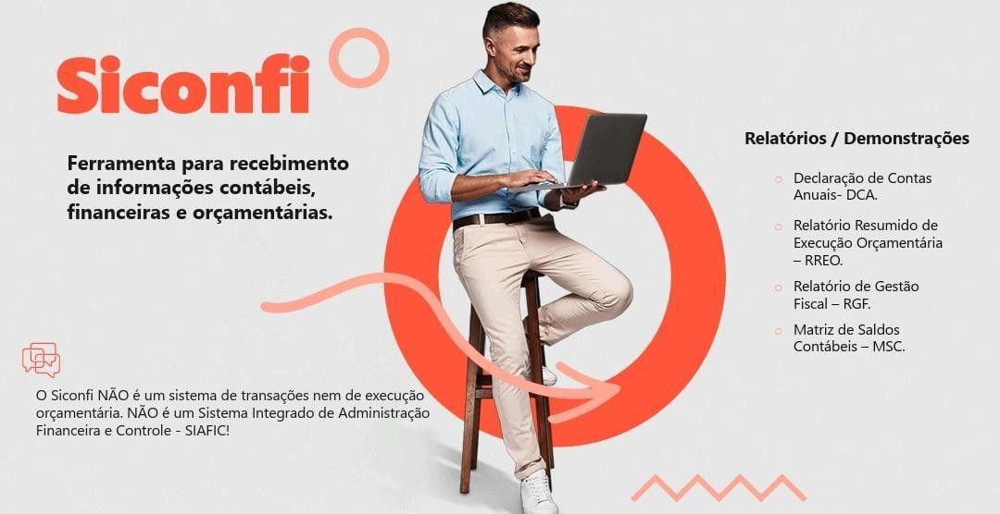 Siconfi
Ferramenta para recebimento
de informações contábeis,
financeiras e orçamentárias.
O Siconfi NÃO é um sistema de transações nem de execução
orçamentária. NÃO é um Sistema Integrado de Administração
Financeira e Controle - SIAFIC!
Relatórios / Demonstrações
Declaração de Contas
Anuais- DCA.
Relatório Resumido de
Execução Orçamentária
– RREO.
Relatório de Gestão
Fiscal – RGF.
Matriz de Saldos
Contábeis – MSC.